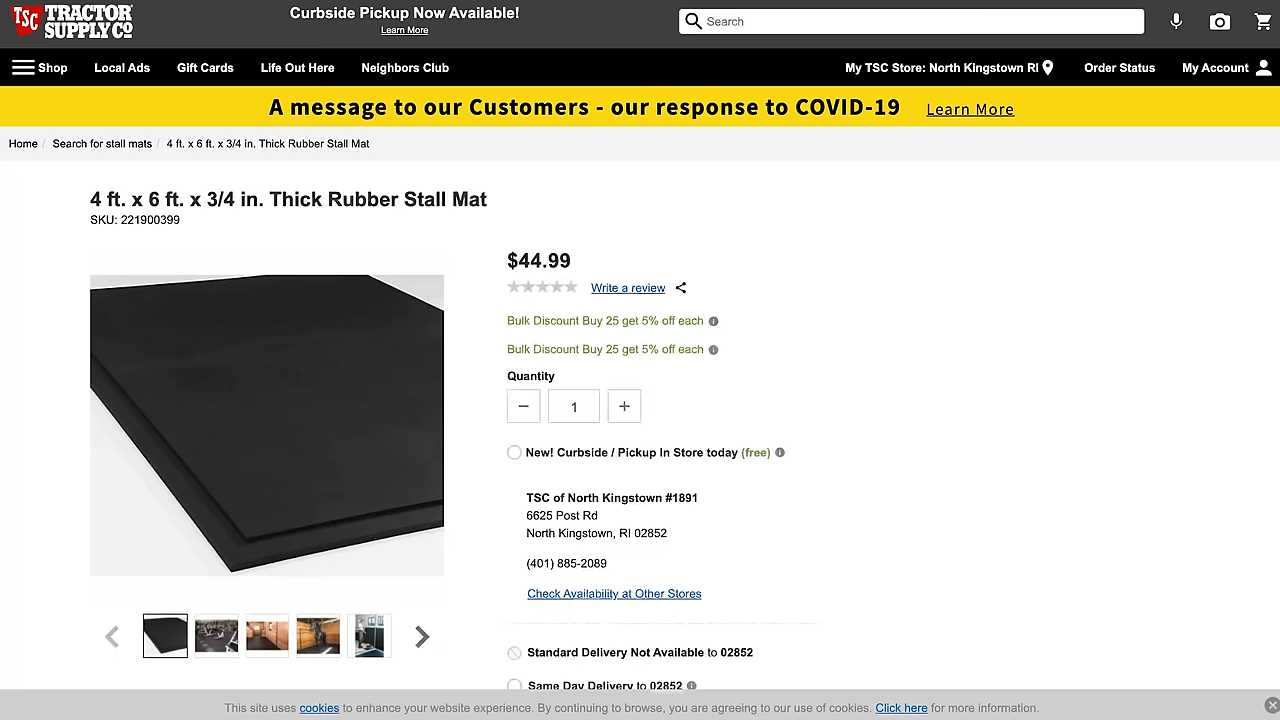 TSC TRACTOR SUPPLY CO
Curbside Pickup Now Available!
Learn More
Search
Shop
Local Ads
Gift Cards
Life Out Here
Neighbors Club
My TSC Store: North Kingstown RI
Order Status
My Account
A message to our Customers - our response to COVID-19 Learn More
Home / Search for stall mats / 4 ft. x 6 ft. x 3/4 in. Thick Rubber Stall Mat
4 ft. x 6 ft. x 3/4 in. Thick Rubber Stall Mat
SKU: 221900399
$44.99
Write a review
Bulk Discount Buy 25 get 5% off each
Bulk Discount Buy 25 get 5% off each
Quantity
− 1 +
New! Curbside / Pickup In Store today (free)
TSC of North Kingstown #1891
6625 Post Rd
North Kingstown, RI 02852
(401) 885-2089
Check Availability at Other Stores
Standard Delivery Not Available to 02852
Same Day Delivery to 02852
This site uses cookies to enhance your website experience. By continuing to browse, you are agreeing to our use of cookies. Click here for more information.